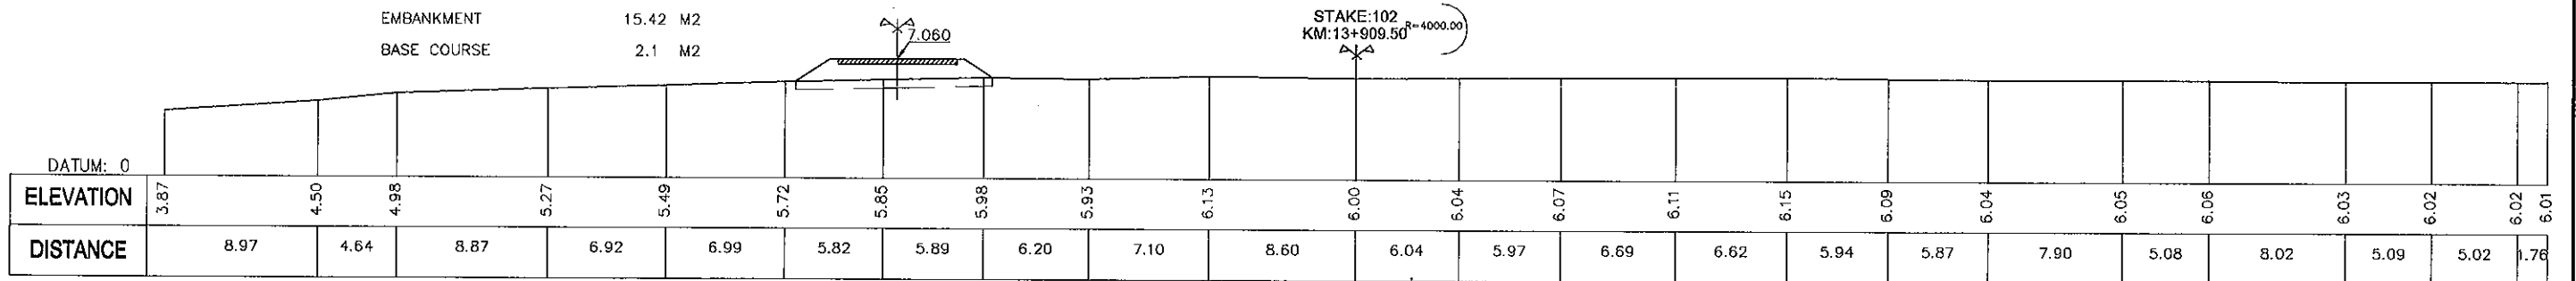 EMBANKMENT 15.42 M2
BASE COURSE 2.1 M2
7.060
STAKE:102
KM:13+909.50 R=4000.00
DATUM: 0
ELEVATION 3.87 4.50 4.98 5.27 5.49 5.72 5.85 5.98 5.93 6.13 6.00 6.04 6.07 6.11 6.15 6.09 6.04 6.05 6.06 6.03 6.02 6.02 6.01
DISTANCE 8.97 4.64 8.87 6.92 6.99 5.82 5.89 6.20 7.10 8.60 6.04 5.97 6.69 6.62 5.94 5.87 7.90 5.08 8.02 5.09 5.02 1.76